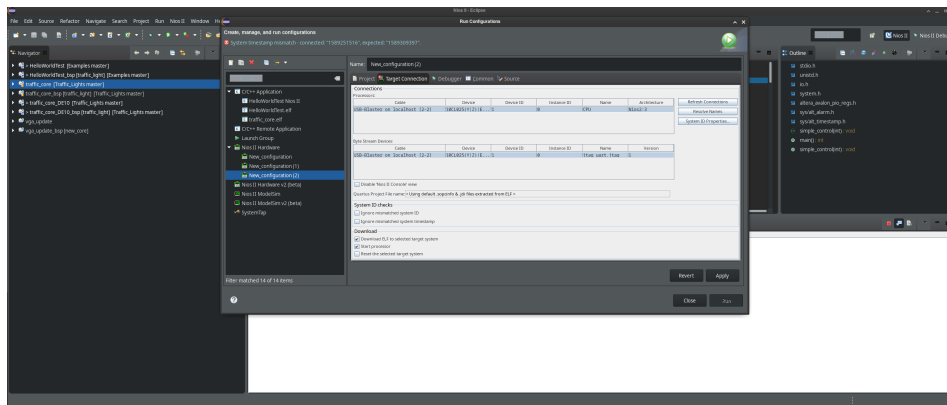 Nios II - Eclipse
File Edit Source Refactor Navigate Search Project Run Nios II Window
Run Configurations
Create, manage, and run configurations
System timestamp mismatch - connected: "1589251516", expected: "1589309397"
Nios II
Nios II Debu
Navigator
> HelloWorldTest [Examples master]
> HelloWorldTest_bsp [traffic_light] [Examples master]
traffic_core [Traffic_Lights master]
traffic_core_bsp [traffic_light] [Traffic_Lights master]
> traffic_core_DE10 [Traffic_Lights master]
> traffic_core_DE10_bsp [traffic_light] [Traffic_Lights master]
vga_update
vga_update_bsp [new_core]
C/C++ Application
HelloWorldTest Nios II
HelloWorldTest.elf
traffic_core.elf
C/C++ Remote Application
Launch Group
Nios II Hardware
New_configuration
New_configuration (1)
New_configuration (2)
Nios II Hardware v2 (beta)
Nios II ModelSim
Nios II ModelSim v2 (beta)
SystemTap
Filter matched 14 of 14 items
Name: New_configuration (2)
Project Target Connection Debugger Common Source
Connections
Processors:
Cable Device Device ID Instance ID Name Architecture
USB-Blaster on localhost [2-2] 10CL025(Y|Z)|E... 1 0 CPU Nios2:3
Refresh Connections
Resolve Names
System ID Properties...
Byte Stream Devices:
Cable Device Device ID Instance ID Name Version
USB-Blaster on localhost [2-2] 10CL025(Y|Z)|E... 1 0 jtag_uart.jtag 1
Disable 'Nios II Console' view
Quartus Project File name: < Using default .sopcinfo & .jdi files extracted from ELF >
System ID checks
Ignore mismatched system ID
Ignore mismatched system timestamp
Download
Download ELF to selected target system
Start processor
Reset the selected target system
Revert Apply
Close Run
Outline
stdio.h
unistd.h
io.h
system.h
altera_avalon_pio_regs.h
sys/alt_alarm.h
sys/alt_timestamp.h
simple_control(int) : void
main() : int
simple_control(int) : void